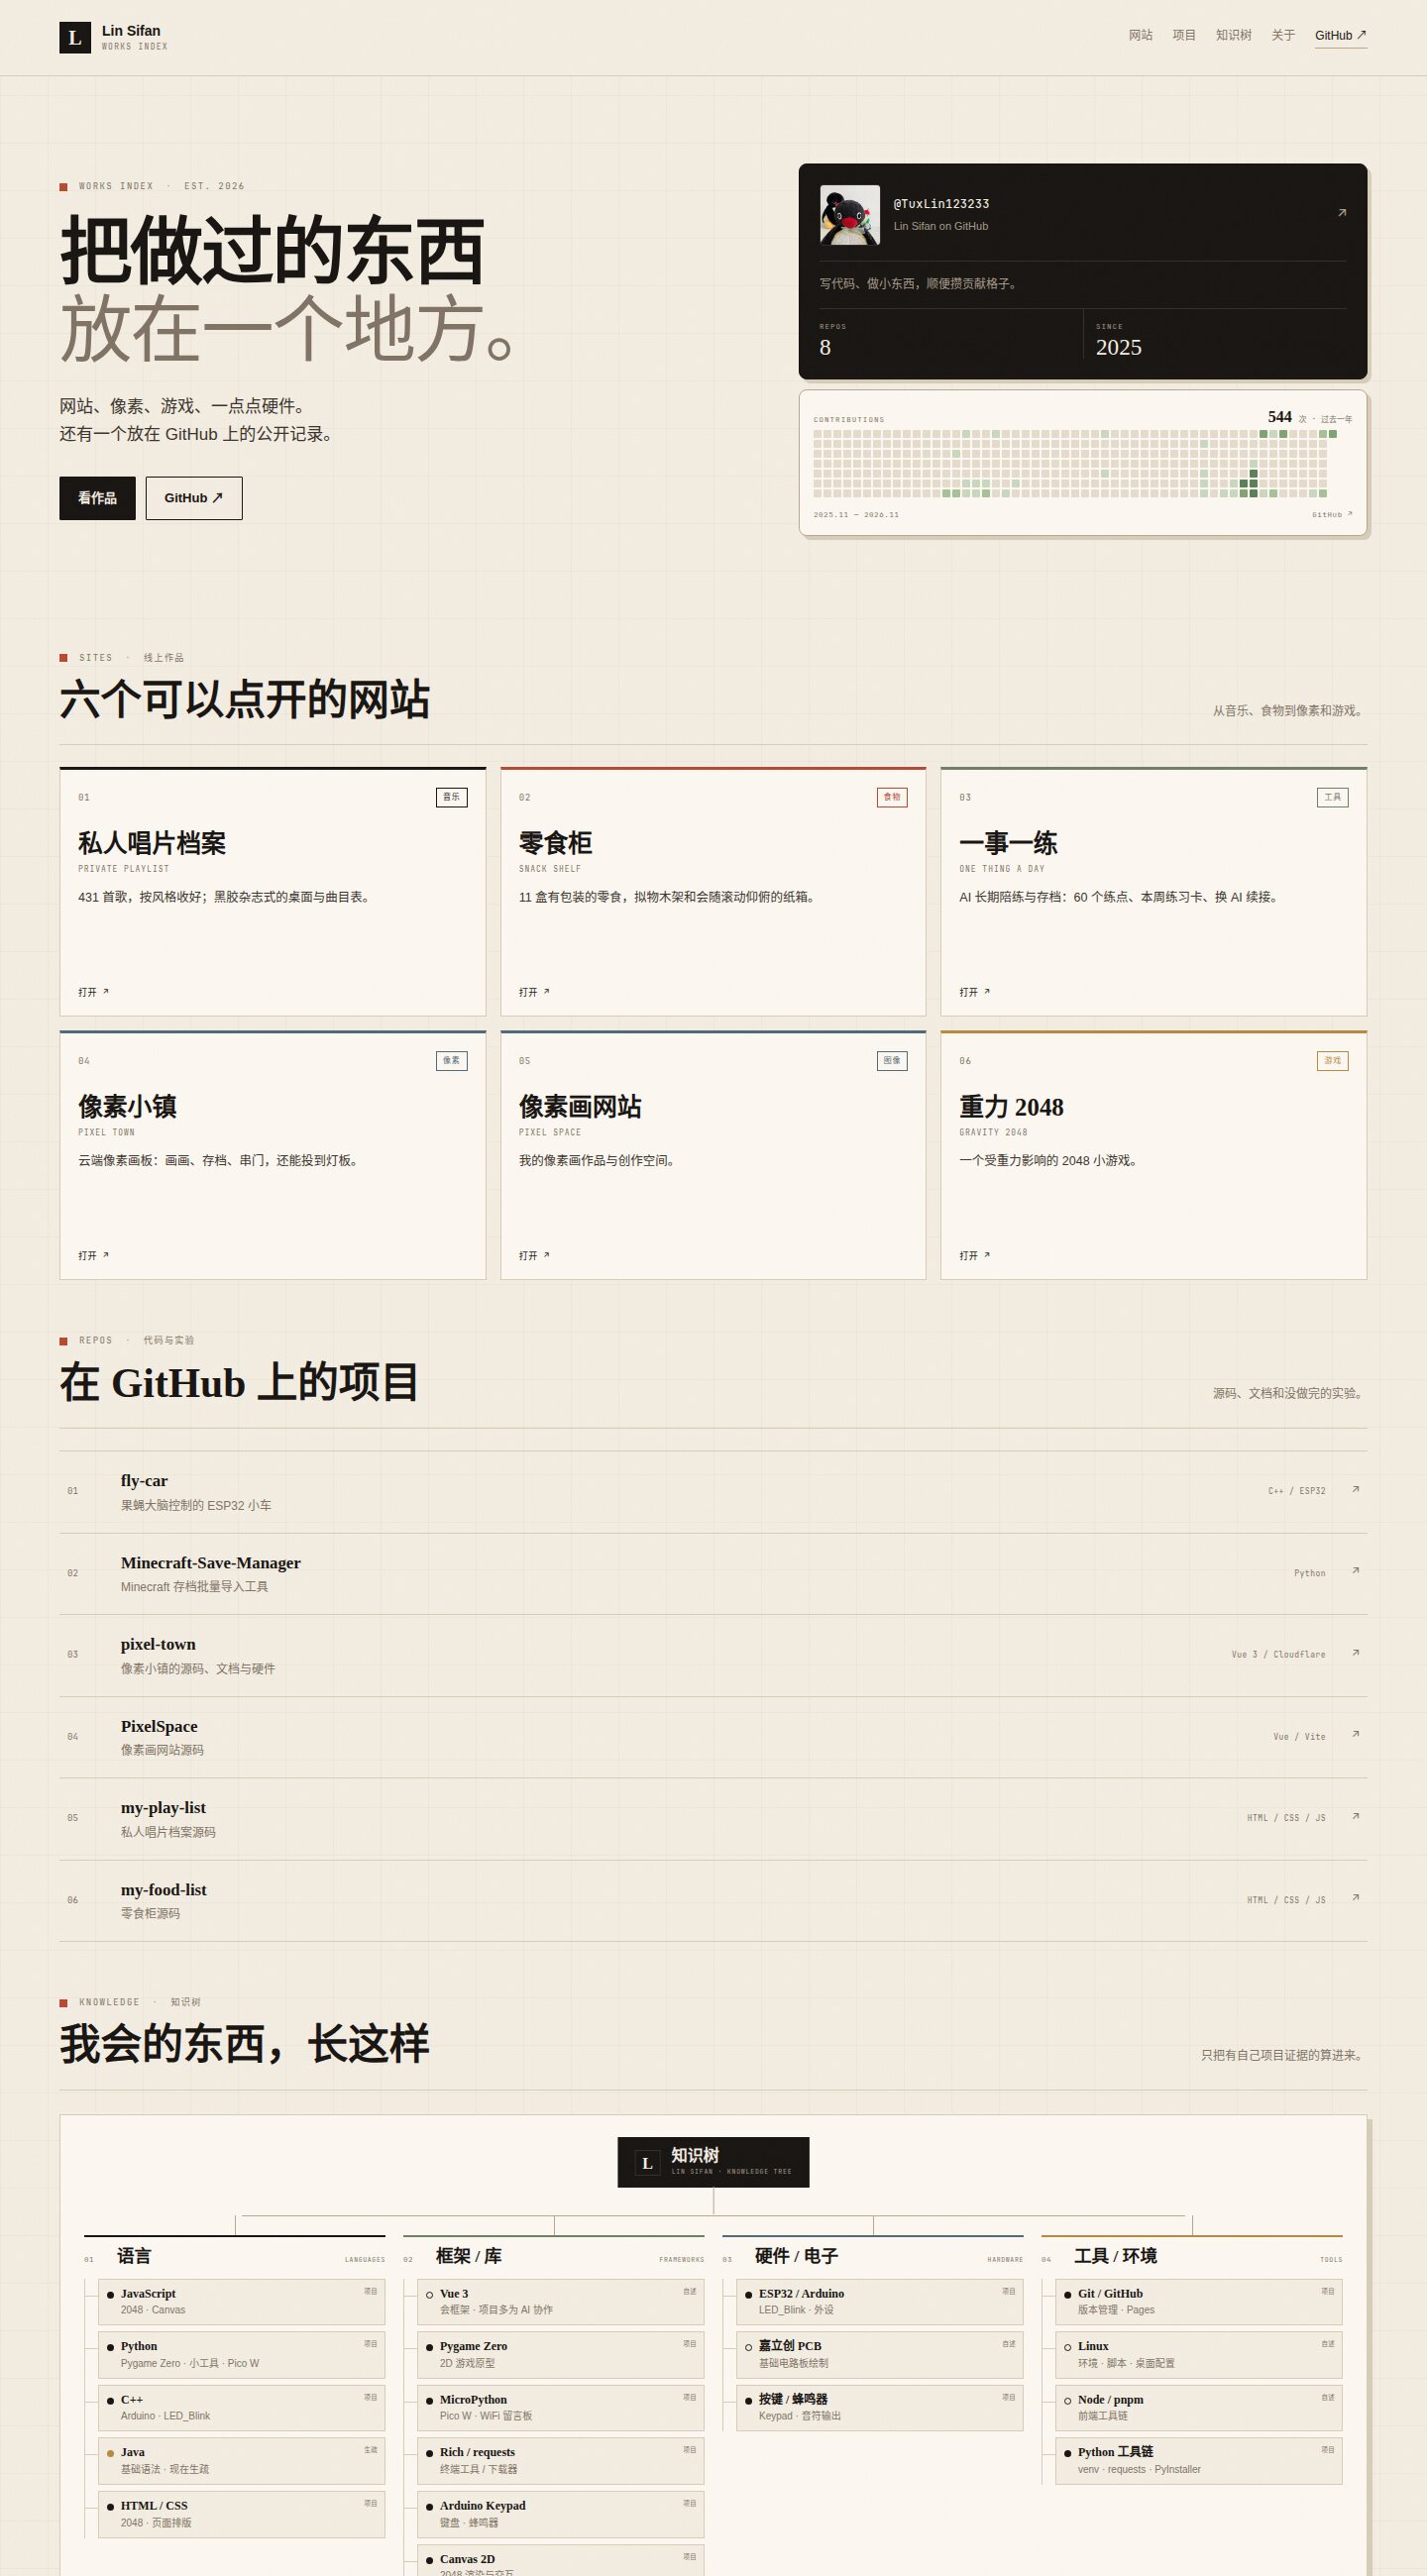 L
Lin Sifan
WORKS INDEX
网站 项目 知识树 关于 GitHub ↗
WORKS INDEX · EST. 2026
把做过的东西
放在一个地方。
网站、像素、游戏、一点点硬件。
还有一个放在 GitHub 上的公开记录。
看作品 GitHub ↗
@TuxLin123233
Lin Sifan on GitHub
↗
写代码、做小东西，顺便攒贡献格子。
REPOS
8
SINCE
2025
CONTRIBUTIONS
544 次 · 过去一年
2025.11 — 2026.11
GitHub ↗
SITES · 线上作品
六个可以点开的网站
从音乐、食物到像素和游戏。
01 音乐
私人唱片档案
PRIVATE PLAYLIST
431 首歌，按风格收好；黑胶杂志式的桌面与曲目表。
打开 ↗
02 食物
零食柜
SNACK SHELF
11 盒有包装的零食，拟物木架和会随滚动仰俯的纸箱。
打开 ↗
03 工具
一事一练
ONE THING A DAY
AI 长期陪练与存档：60 个练点、本周练习卡、换 AI 续接。
打开 ↗
04 像素
像素小镇
PIXEL TOWN
云端像素画板：画画、存档、串门，还能投到灯板。
打开 ↗
05 图像
像素画网站
PIXEL SPACE
我的像素画作品与创作空间。
打开 ↗
06 游戏
重力 2048
GRAVITY 2048
一个受重力影响的 2048 小游戏。
打开 ↗
REPOS · 代码与实验
在 GitHub 上的项目
源码、文档和没做完的实验。
01
fly-car
果蝇大脑控制的 ESP32 小车
C++ / ESP32 ↗
02
Minecraft-Save-Manager
Minecraft 存档批量导入工具
Python ↗
03
pixel-town
像素小镇的源码、文档与硬件
Vue 3 / Cloudflare ↗
04
PixelSpace
像素画网站源码
Vue / Vite ↗
05
my-play-list
私人唱片档案源码
HTML / CSS / JS ↗
06
my-food-list
零食柜源码
HTML / CSS / JS ↗
KNOWLEDGE · 知识树
我会的东西，长这样
只把有自己项目证据的算进来。
L
知识树
LIN SIFAN · KNOWLEDGE TREE
01 语言 LANGUAGES
JavaScript 项目
2048 · Canvas
Python 项目
Pygame Zero · 小工具 · Pico W
C++ 项目
Arduino · LED_Blink
Java 生疏
基础语法 · 现在生疏
HTML / CSS 项目
2048 · 页面排版
02 框架 / 库 FRAMEWORKS
Vue 3 自述
会框架 · 项目多为 AI 协作
Pygame Zero 项目
2D 游戏原型
MicroPython 项目
Pico W · WiFi 留言板
Rich / requests 项目
终端工具 / 下载器
Arduino Keypad 项目
键盘 · 蜂鸣器
Canvas 2D 项目
2048 渲染与交互
03 硬件 / 电子 HARDWARE
ESP32 / Arduino 项目
LED_Blink · 外设
嘉立创 PCB 自述
基础电路板绘制
按键 / 蜂鸣器 项目
Keypad · 音符输出
04 工具 / 环境 TOOLS
Git / GitHub 项目
版本管理 · Pages
Linux 自述
环境 · 脚本 · 桌面配置
Node / pnpm 自述
前端工具链
Python 工具链 项目
venv · requests · PyInstaller